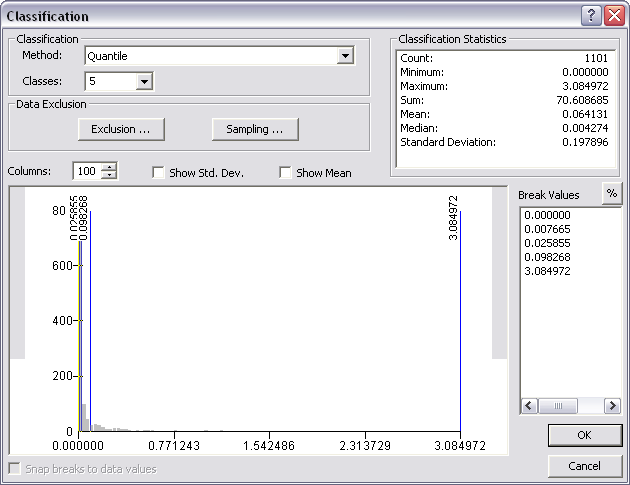 Classification
Classification
Method: Quantile
Classes: 5
Data Exclusion
Exclusion ...
Sampling ...
Classification Statistics
Count: 1101
Minimum: 0.000000
Maximum: 3.084972
Sum: 70.608685
Mean: 0.064131
Median: 0.004274
Standard Deviation: 0.197896
Columns: 100
Show Std. Dev.
Show Mean
Break Values
%
0.000000
0.007665
0.025855
0.098268
3.084972
0.025855
0.098268
3.084972
80
600
400
200
0
0.000000 0.771243 1.542486 2.313729 3.084972
Snap breaks to data values
OK
Cancel